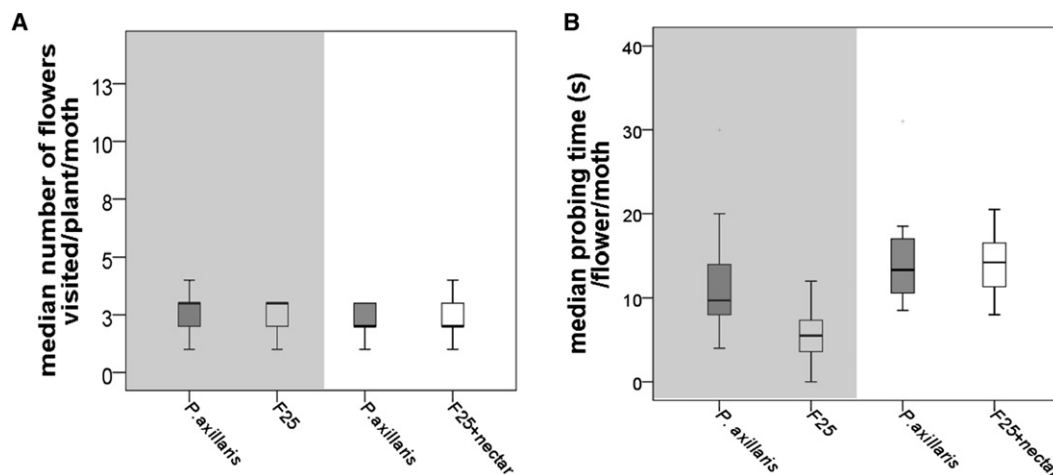 A
median number of flowers
visited/plant/moth
13
10
8
5
3
0
P.axillaris
F25
P.axillaris
F25+nectar
B
median probing time (s)
/flower/moth
40
30
20
10
0
P. axillaris
F25
P.axillaris
F25+nectar